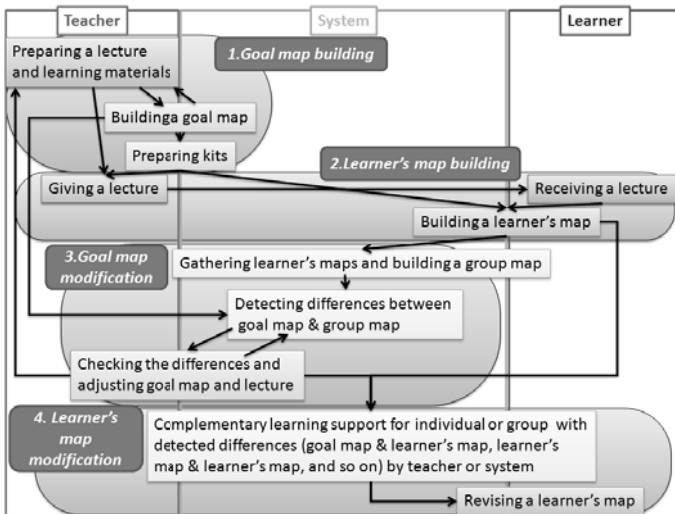 Teacher
System
Learner
Preparing a lecture
and learning materials
1.Goal map building
Buildinga goal map
Preparing kits
2.Learner's map building
Giving a lecture
Receiving a lecture
Building a learner's map
3.Goal map
modification
Gathering learner's maps and building a group map
Detecting differences between
goal map & group map
Checking the differences and
adjusting goal map and lecture
4. Learner's
map
modification
Complementary learning support for individual or group with
detected differences (goal map & learner's map, learner's
map & learner's map, and so on) by teacher or system
Revising a learner's map